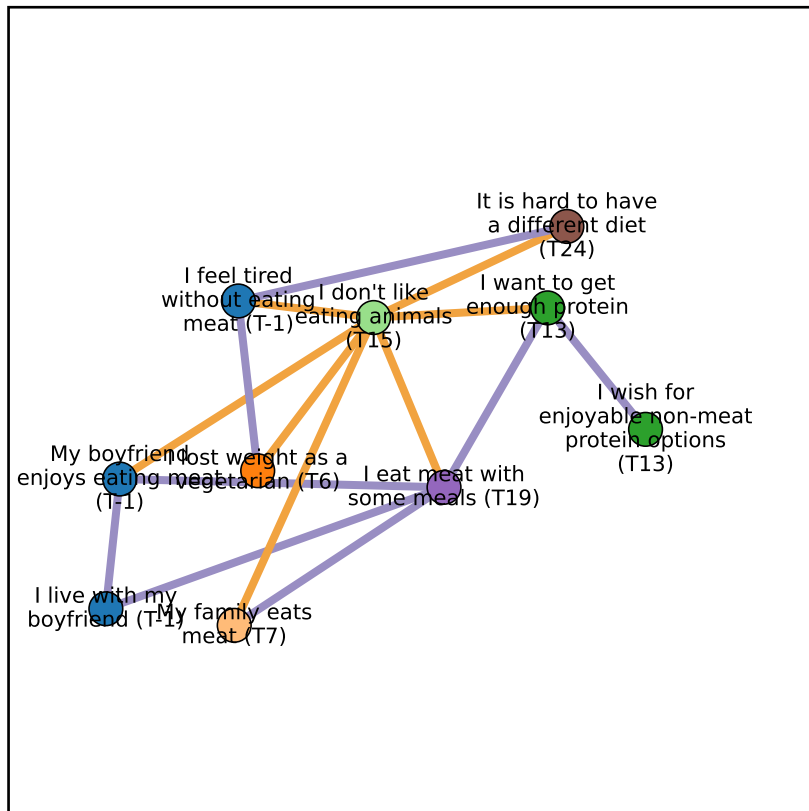 It is hard to have
a different diet
(T24)
I feel tired
without eating
meat (T-1)
I don't like
eating animals
(T15)
I want to get
enough protein
(T13)
I wish for
enjoyable non-meat
protein options
(T13)
My boyfriend
enjoys eating meat
(T-1)
I lost weight as a
vegetarian (T6)
I eat meat with
some meals (T19)
I live with my
boyfriend (T-1)
My family eats
meat (T7)